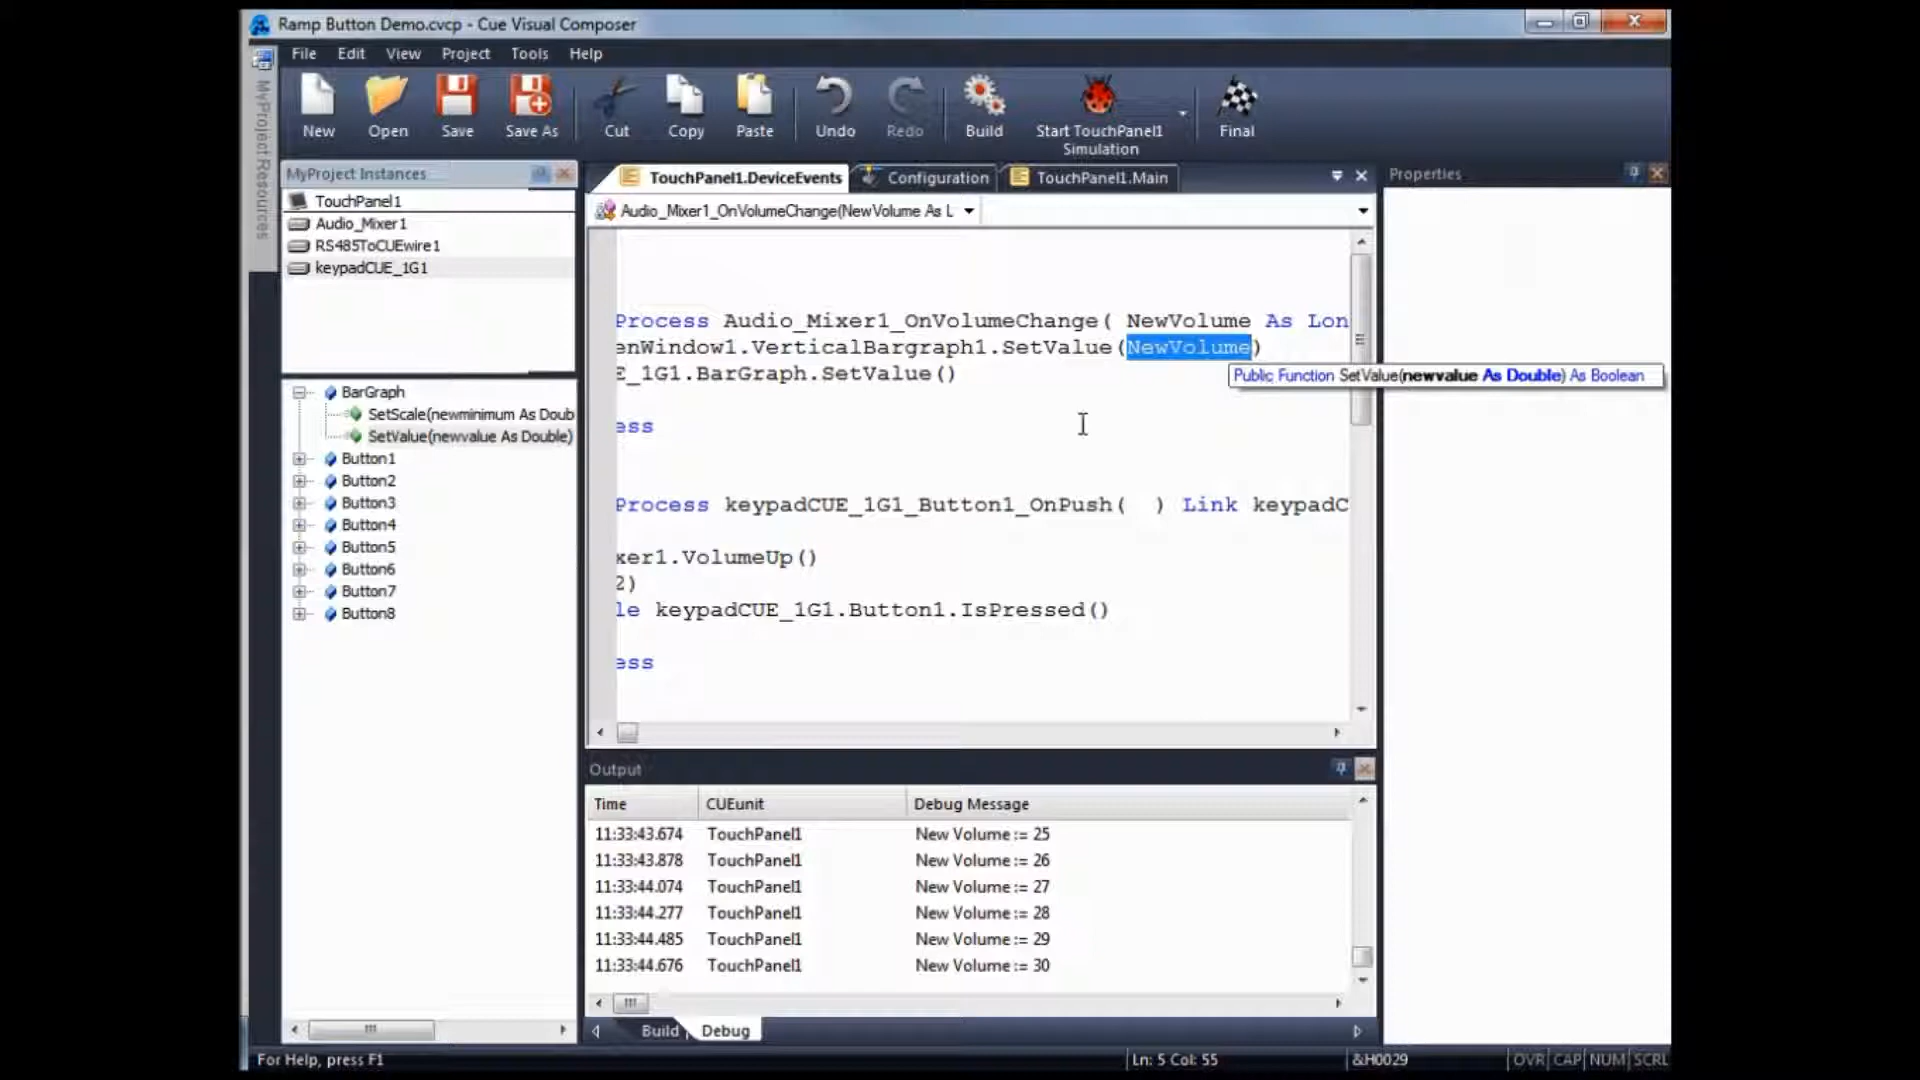 Ramp Button Demo.cvcp - Cue Visual Composer
File Edit View Project Tools Help
New Open Save Save As Cut Copy Paste Undo Redo Build Start TouchPanel1 Simulation Final
MyProject Resources
MyProject Instances
TouchPanel1
Audio_Mixer1
RS485ToCUEwire1
keypadCUE_1G1
BarGraph
SetScale(newminimum As Doub
SetValue(newvalue As Double)
Button1
Button2
Button3
Button4
Button5
Button6
Button7
Button8
TouchPanel1.DeviceEvents Configuration TouchPanel1.Main
Audio_Mixer1_OnVolumeChange(NewVolume As L
Process Audio_Mixer1_OnVolumeChange( NewVolume As Lon
enWindow1.VerticalBargraph1.SetValue(NewVolume)
E_1G1.BarGraph.SetValue()
Public Function SetValue(newvalue As Double) As Boolean
ess
Process keypadCUE_1G1_Button1_OnPush( ) Link keypadC
xer1.VolumeUp()
2)
le keypadCUE_1G1.Button1.IsPressed()
ess
Properties
Output
Time CUEunit Debug Message
11:33:43.674 TouchPanel1 New Volume := 25
11:33:43.878 TouchPanel1 New Volume := 26
11:33:44.074 TouchPanel1 New Volume := 27
11:33:44.277 TouchPanel1 New Volume := 28
11:33:44.485 TouchPanel1 New Volume := 29
11:33:44.676 TouchPanel1 New Volume := 30
Build Debug
For Help, press F1
Ln: 5 Col: 55
&H0029
OVR CAP NUM SCRL